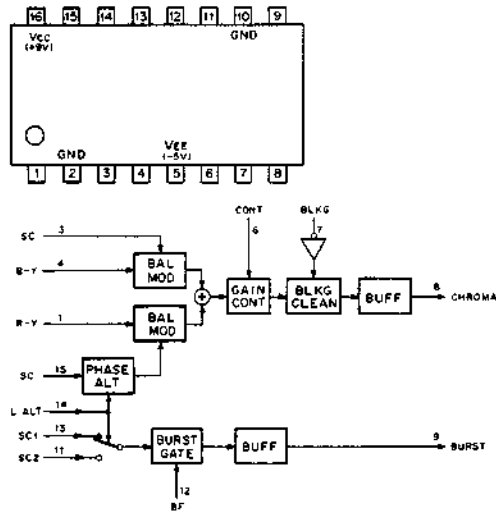 16 15 14 13 12 11 10 9
VCC GND
(+9V)
GND VEE
(-5V)
1 2 3 4 5 6 7 8
CONT BLKG
6 7
SC 3
B-Y 4
BAL
MOD
R-Y 1
BAL
MOD
+
GAIN
CONT
BLKG
CLEAN
BUFF
8 CHROMA
SC 15
PHASE
ALT
L ALT 14
SC1 13
SC2 11
BURST
GATE
BUFF
9 BURST
12
BF